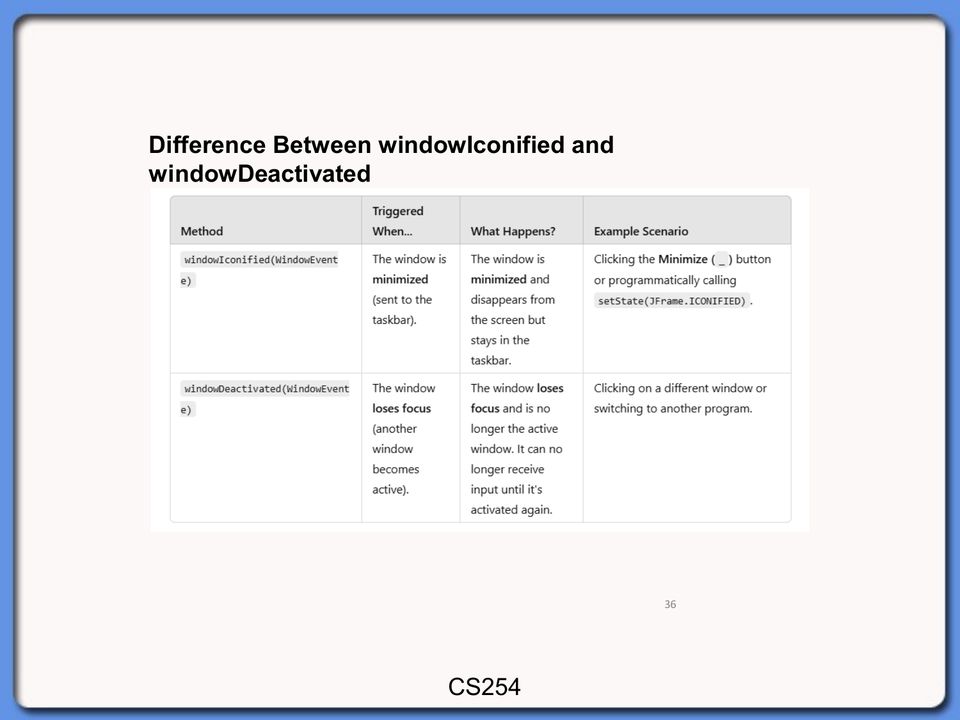 Difference Between windowIconified and
windowDeactivated
Method
Triggered
When...
What Happens?
Example Scenario
windowIconified(WindowEvent
e)
The window is
minimized
(sent to the
taskbar).
The window is
minimized and
disappears from
the screen but
stays in the
taskbar.
Clicking the Minimize ( _ ) button
or programmatically calling
setState(JFrame.ICONIFIED) .
windowDeactivated(WindowEvent
e)
The window
loses focus
(another
window
becomes
active).
The window loses
focus and is no
longer the active
window. It can no
longer receive
input until it's
activated again.
Clicking on a different window or
switching to another program.
36
CS254